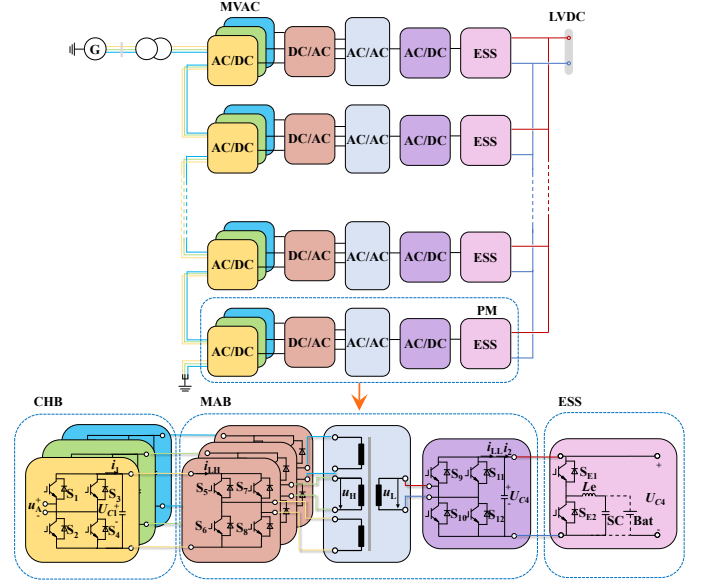 MVAC
LVDC
G
AC/DC
DC/AC
AC/AC
AC/DC
ESS
AC/DC
DC/AC
AC/AC
AC/DC
ESS
AC/DC
DC/AC
AC/AC
AC/DC
ESS
PM
AC/DC
DC/AC
AC/AC
AC/DC
ESS
CHB
MAB
ESS
i1
iLH
iLL i2
S1
S3
S5
S7
S9
S11
SE1
+
uA
+
-
UC1
+
-
uH
uL
+
-
UC4
Le
UC4
S2
S4
S6
S8
S10
S12
SE2
SC
Bat
-